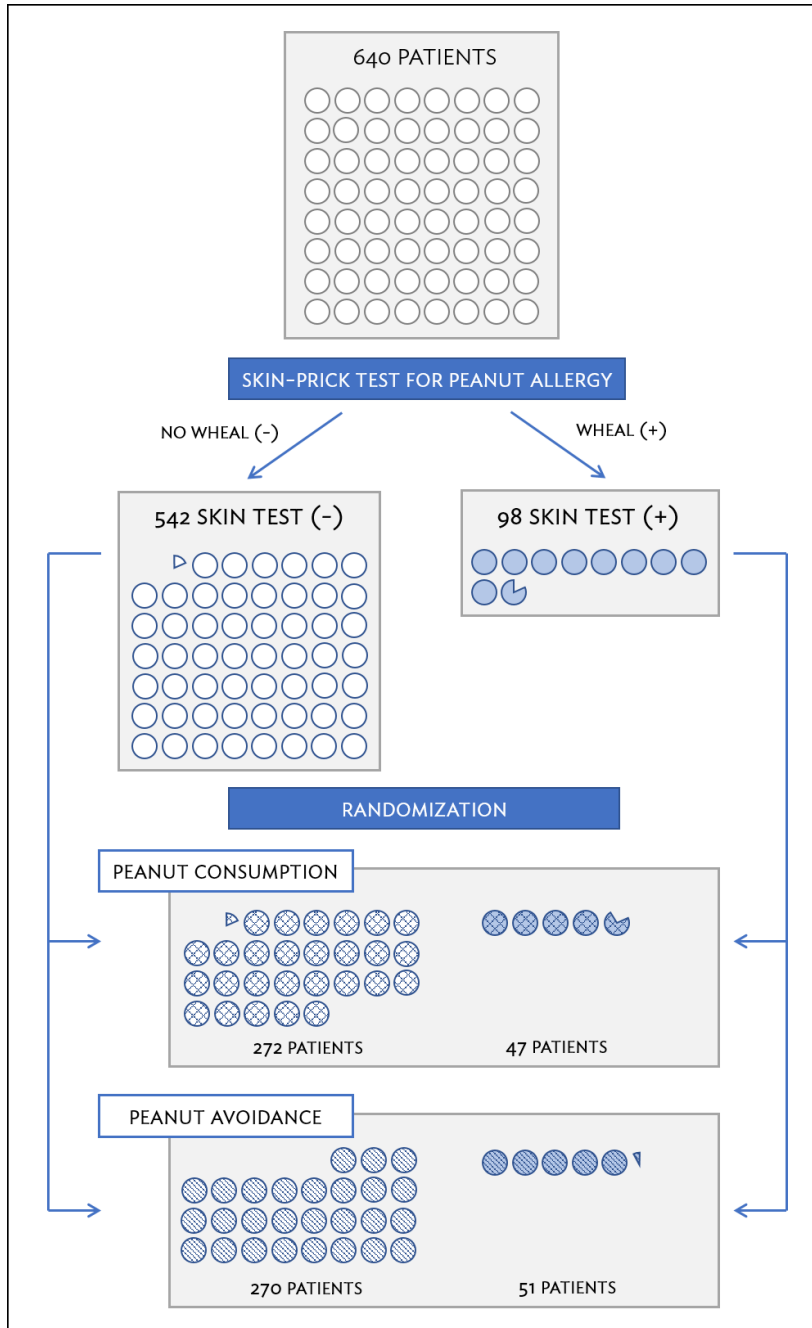 640 PATIENTS
SKIN-PRICK TEST FOR PEANUT ALLERGY
NO WHEAL (-)
WHEAL (+)
542 SKIN TEST (-)
98 SKIN TEST (+)
RANDOMIZATION
PEANUT CONSUMPTION
272 PATIENTS
47 PATIENTS
PEANUT AVOIDANCE
270 PATIENTS
51 PATIENTS